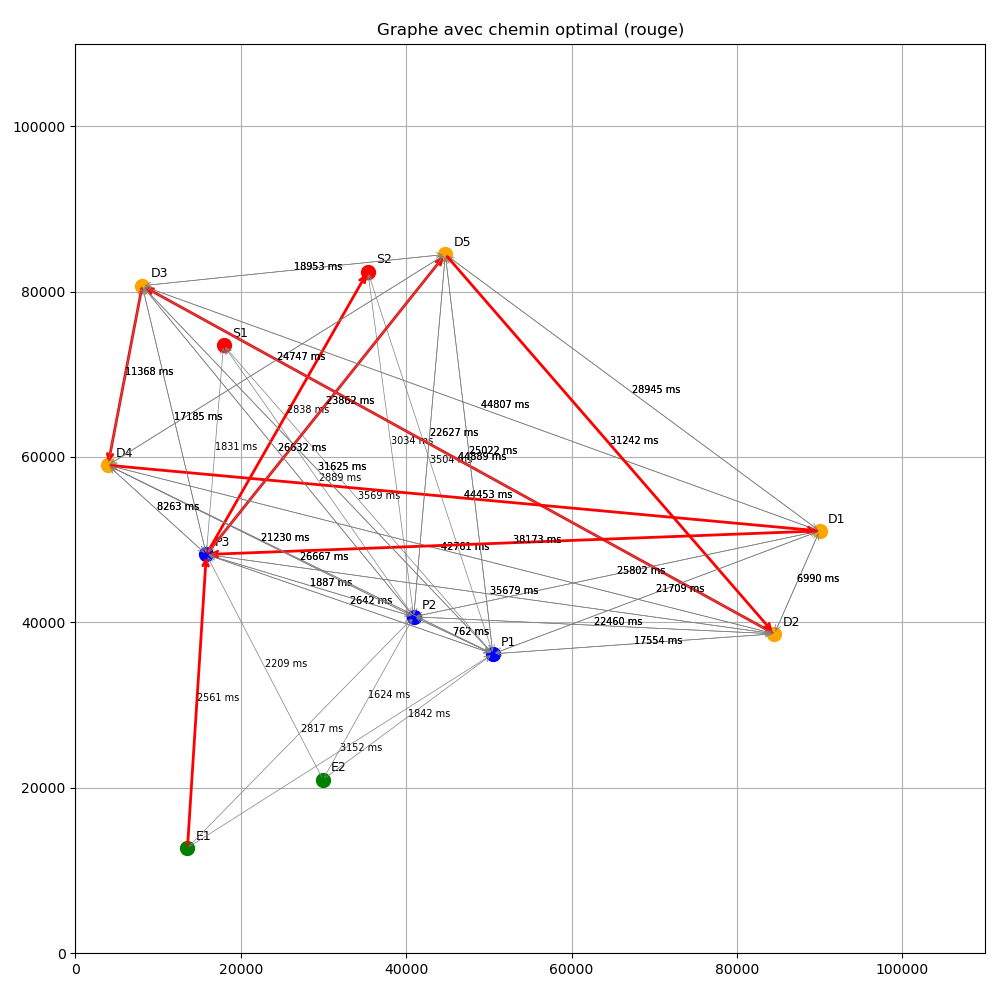 Graphe avec chemin optimal (rouge)
100000
80000
60000
40000
20000
0
0
20000
40000
60000
80000
100000
D5
S2
18953 ms
D3
S1
24747 ms
28945 ms
11368 ms
23862 ms
44807 ms
2838 ms
17185 ms
22627 ms
3034 ms
31242 ms
1831 ms
26632 ms
25022 ms
44889 ms
3504 ms
D4
31625 ms
2889 ms
3569 ms
44453 ms
8263 ms
D1
P3
21230 ms
38173 ms
42781 ms
26667 ms
25802 ms
6990 ms
1887 ms
21709 ms
35679 ms
2642 ms
P2
22460 ms
D2
762 ms
P1
17554 ms
2209 ms
2561 ms
1624 ms
1842 ms
2817 ms
3152 ms
E2
E1